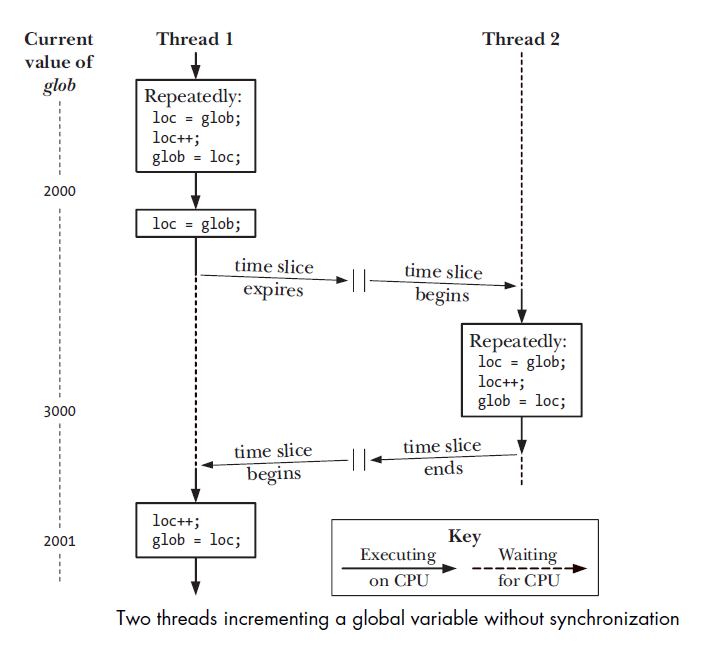 Current
value of
glob
Thread 1
Thread 2
Repeatedly:
loc = glob;
loc++;
glob = loc;
2000
loc = glob;
time slice
expires
time slice
begins
Repeatedly:
loc = glob;
loc++;
glob = loc;
3000
time slice
begins
time slice
ends
loc++;
glob = loc;
2001
Key
Executing
on CPU
Waiting
for CPU
Two threads incrementing a global variable without synchronization